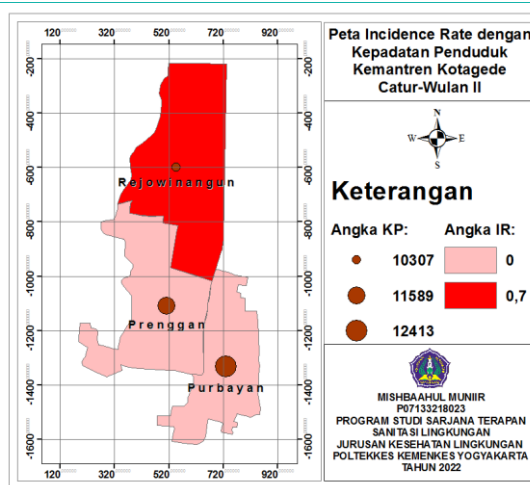 120 320 520 720 920
Peta Incidence Rate dengan
Kepadatan Penduduk
Kemantren Kotagede
Catur-Wulan II
N
W E
S
Keterangan
Angka KP: Angka IR:
10307 0
11589 0,7
12413
-200
-400
-600
-800
-1000
-1200
-1400
-1600
Rejowinangun
Prenggan
Purbayan
120 320 520 720 920
MISHBAAHUL MUNIIR
P07133218023
PROGRAM STUDI SARJANA TERAPAN
SANITASI LINGKUNGAN
JURUSAN KESEHATAN LINGKUNGAN
POLTEKKES KEMENKES YOGYAKARTA
TAHUN 2022